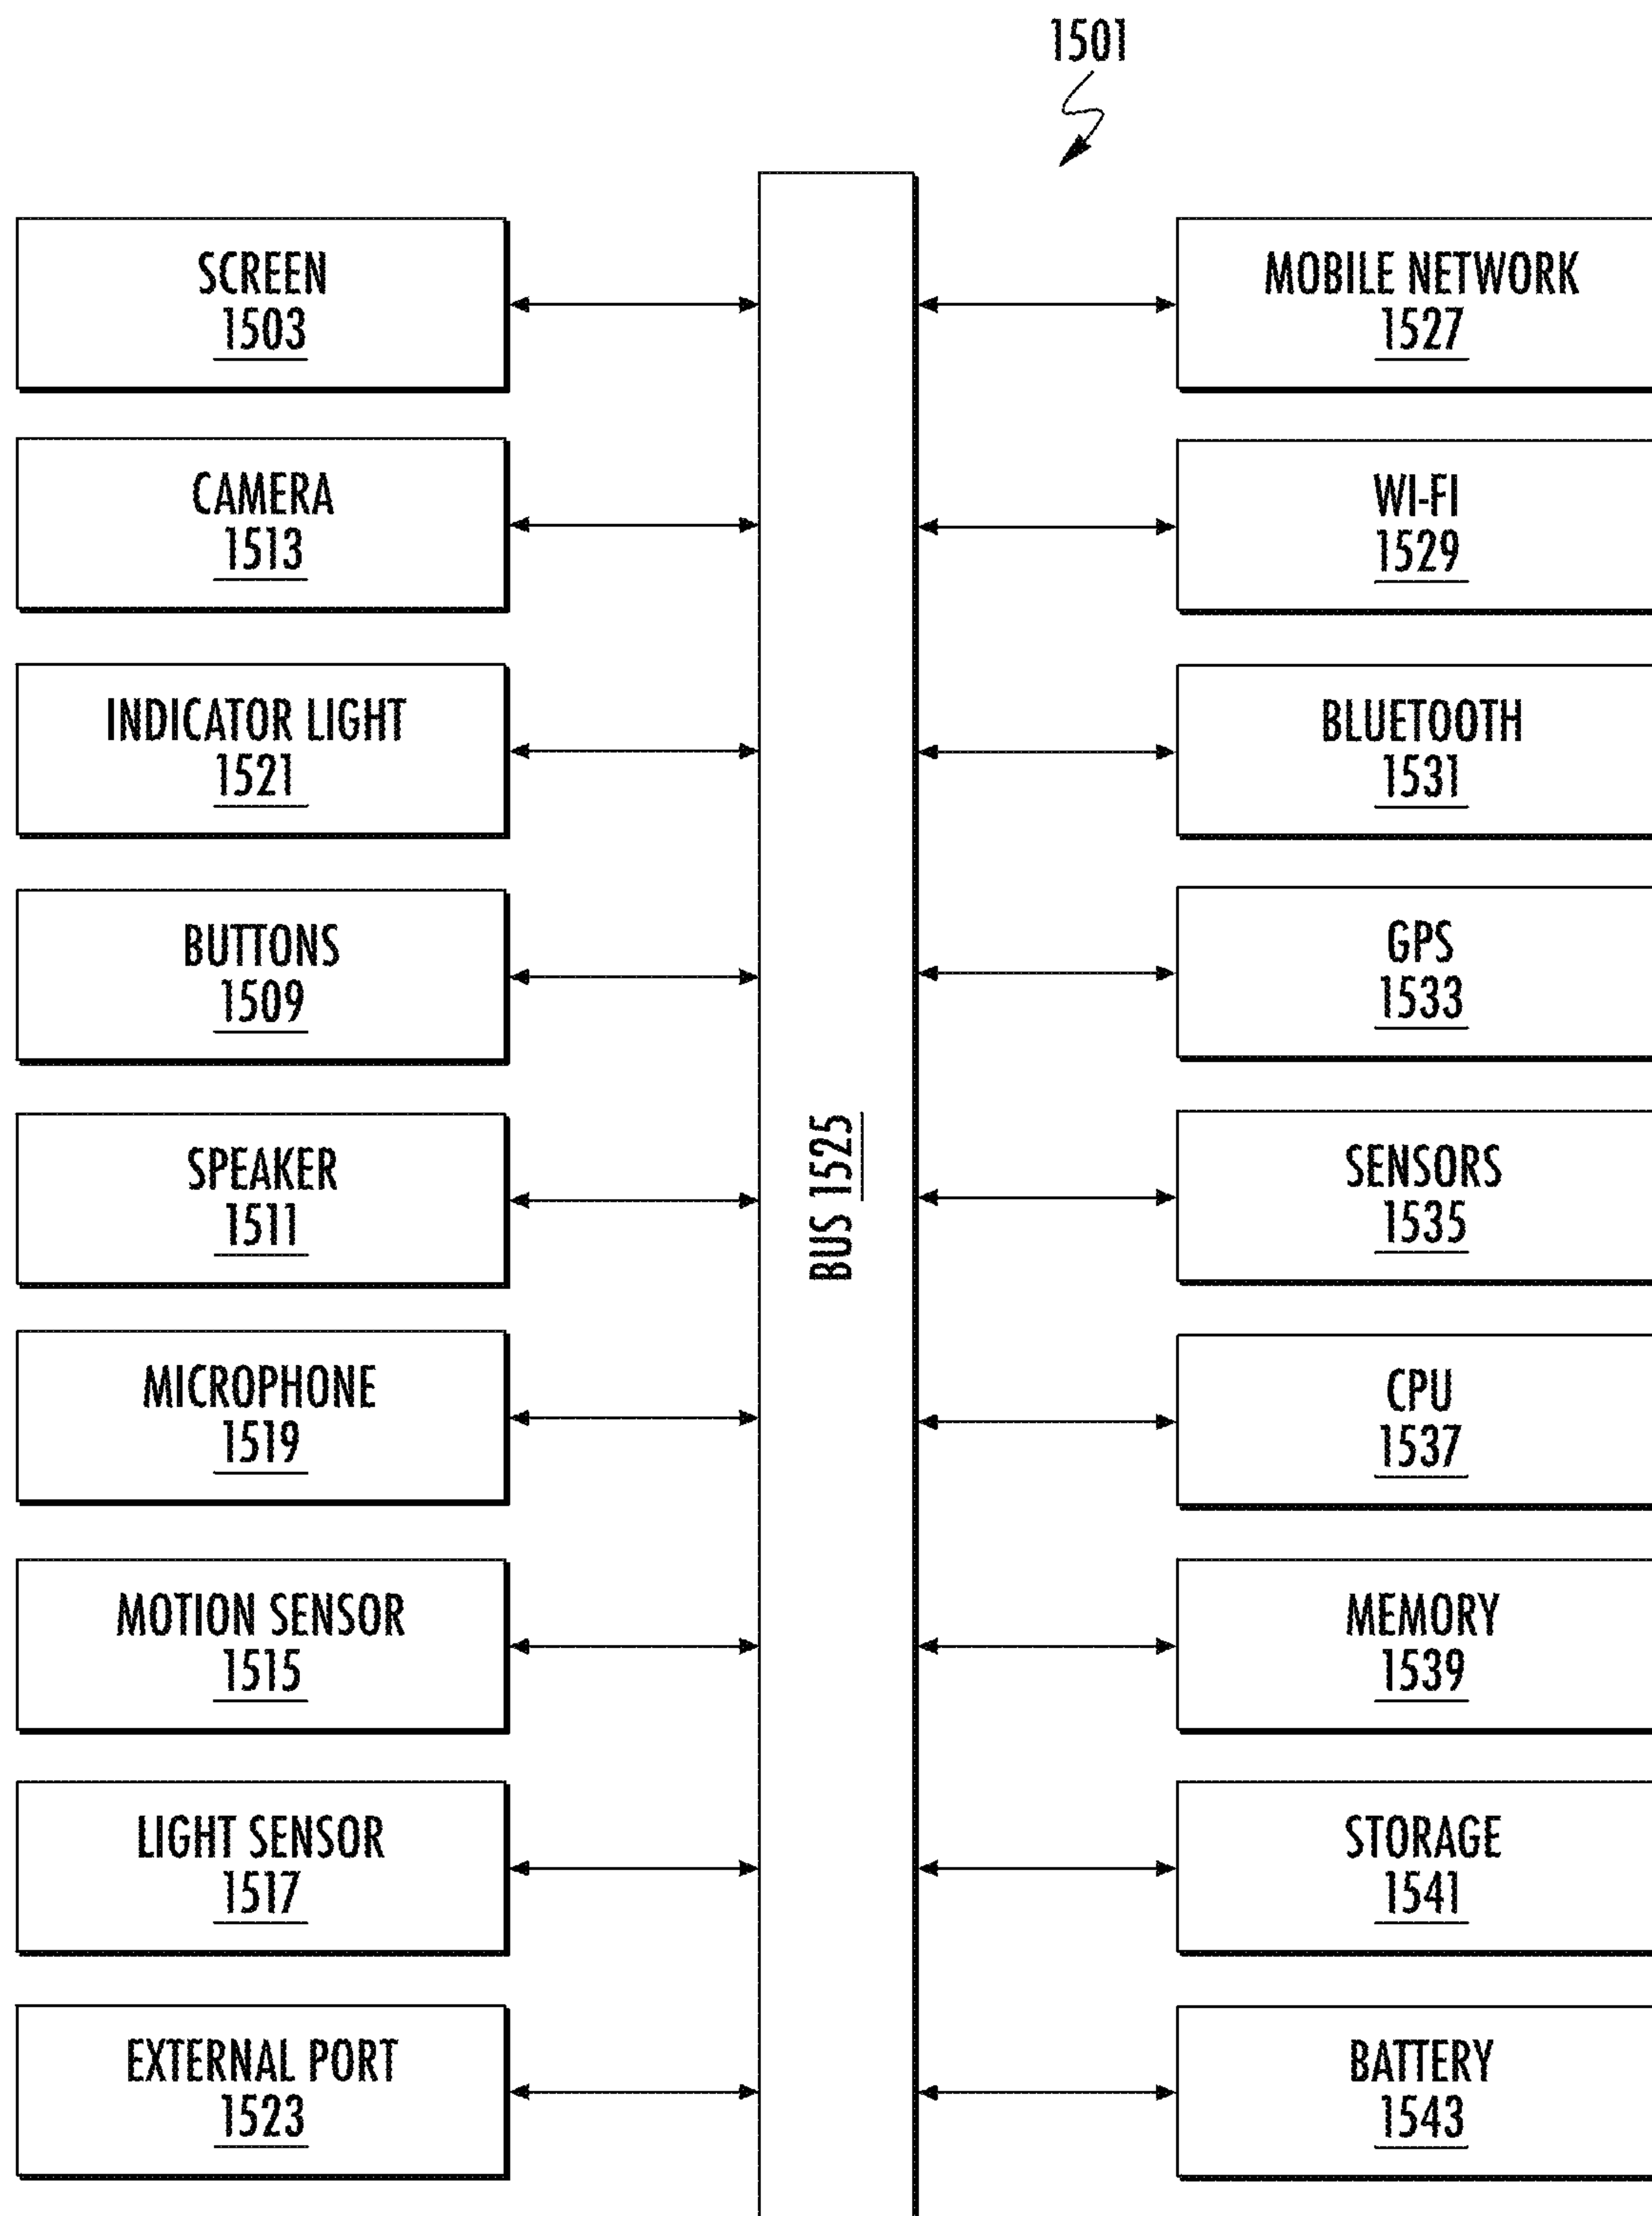 1501
SCREEN
1503
CAMERA
1513
INDICATOR LIGHT
1521
BUTTONS
1509
SPEAKER
1511
MICROPHONE
1519
MOTION SENSOR
1515
LIGHT SENSOR
1517
EXTERNAL PORT
1523
BUS 1525
MOBILE NETWORK
1527
WI-FI
1529
BLUETOOTH
1531
GPS
1533
SENSORS
1535
CPU
1537
MEMORY
1539
STORAGE
1541
BATTERY
1543